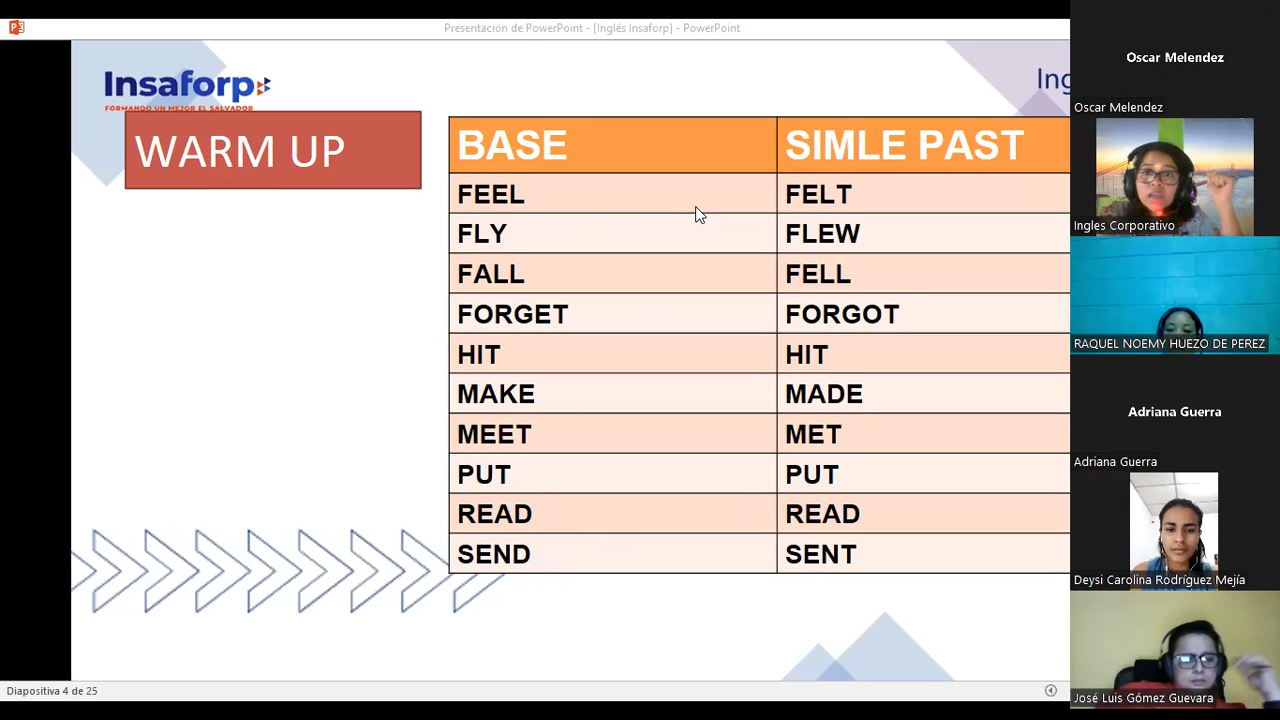 Presentación de PowerPoint - [Inglés Insaforp] - PowerPoint
Insaforp
FORMANDO UN MEJOR EL SALVADOR
Ing
WARM UP
BASE SIMLE PAST
FEEL FELT
FLY FLEW
FALL FELL
FORGET FORGOT
HIT HIT
MAKE MADE
MEET MET
PUT PUT
READ READ
SEND SENT
Diapositiva 4 de 25
Oscar Melendez
Oscar Melendez
Ingles Corporativo
RAQUEL NOEMY HUEZO DE PEREZ
Adriana Guerra
Adriana Guerra
Deysi Carolina Rodríguez Mejía
José Luis Gómez Guevara